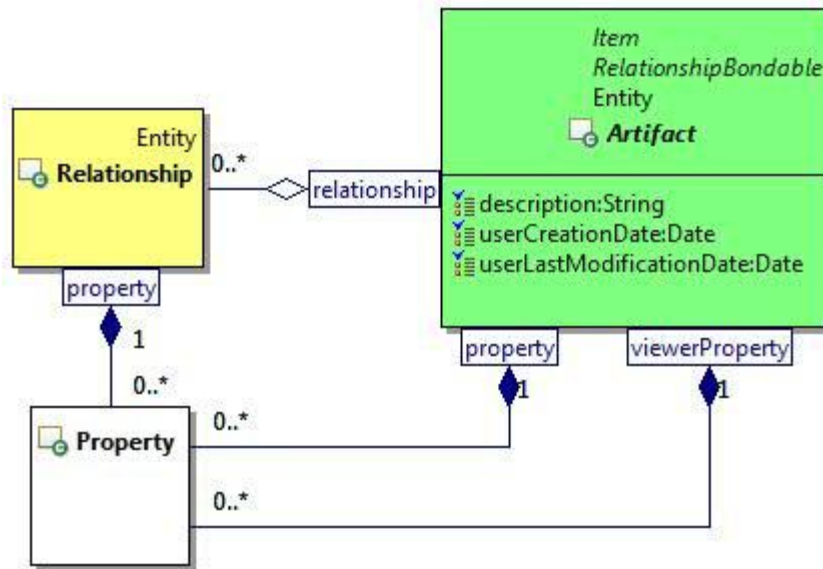 Item
RelationshipBondable
Entity
Artifact
Entity
Relationship
0..*
relationship
description:String
userCreationDate:Date
userLastModificationDate:Date
property
1
0..*
property
1
viewerProperty
1
Property
0..*
0..*